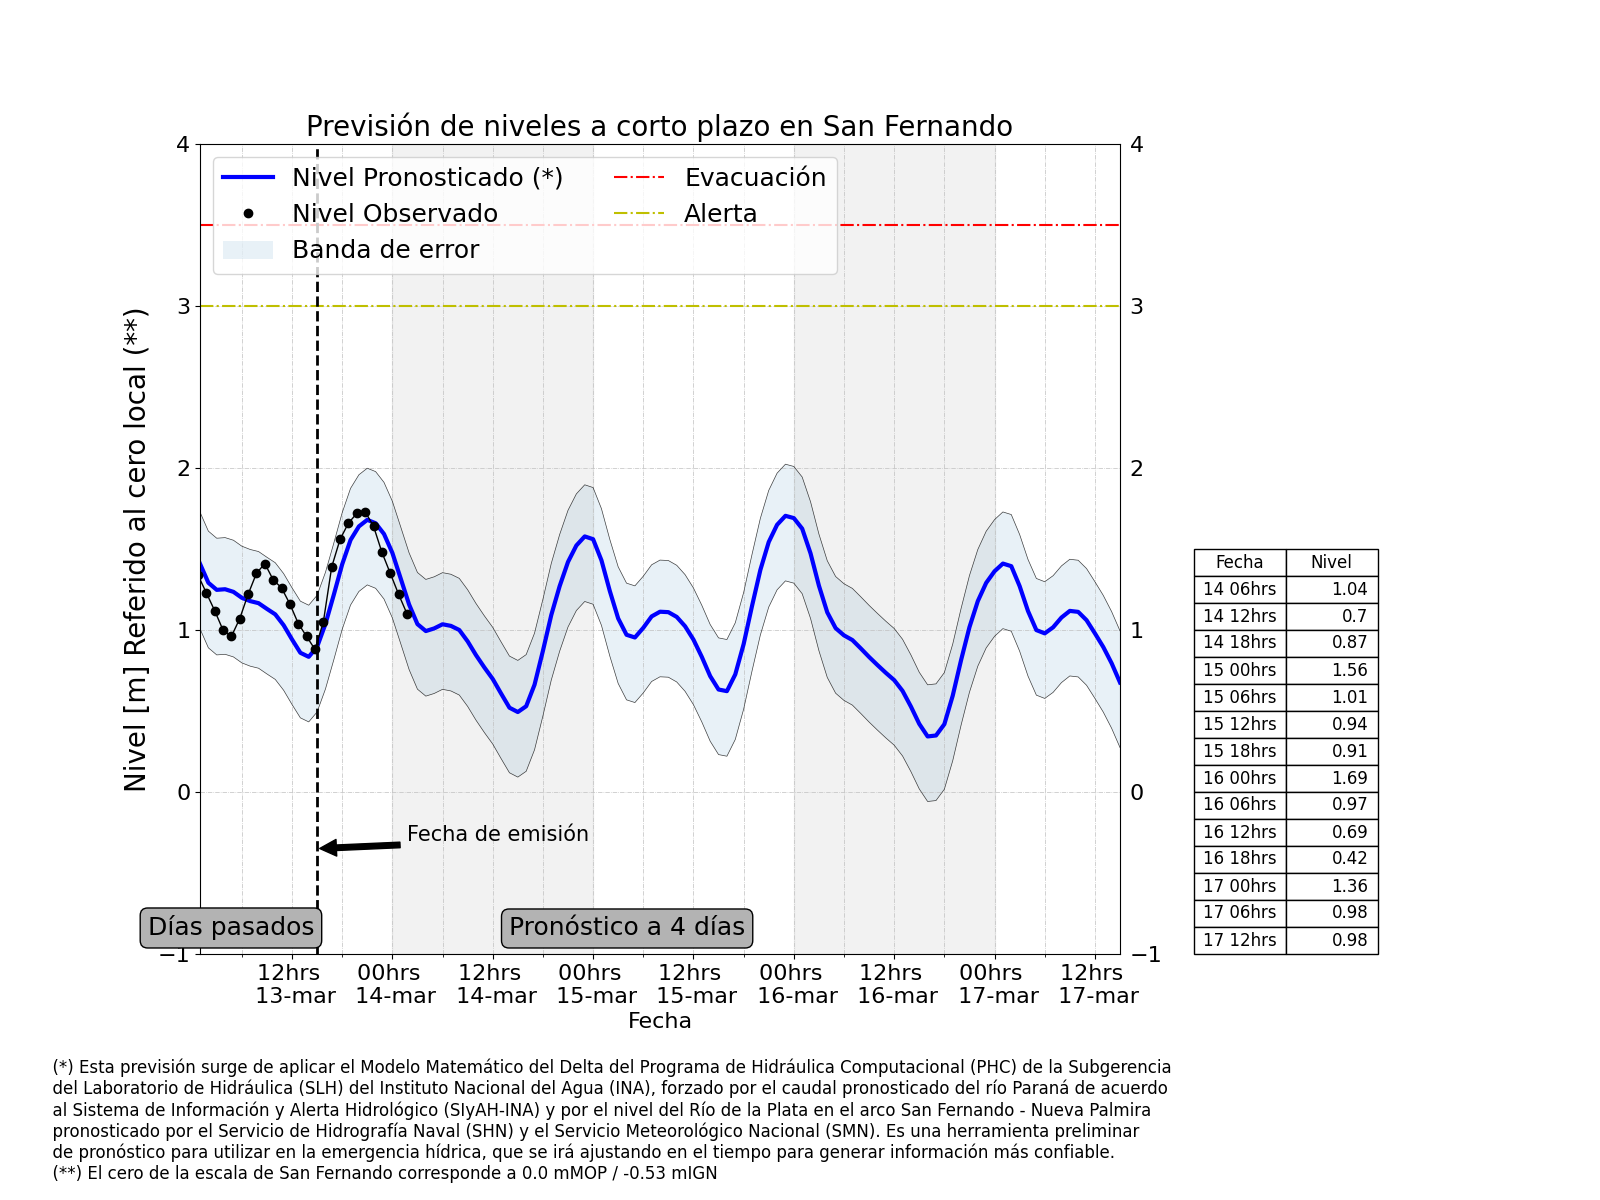 Previsión de niveles a corto plazo en San Fernando
Nivel Pronosticado (*)
Nivel Observado
Banda de error
Evacuación
Alerta
Nivel [m] Referido al cero local (**)
4
3
2
1
0
−1
4
3
2
1
0
−1
Fecha de emisión
Días pasados
Pronóstico a 4 días
12hrs
13-mar
00hrs
14-mar
12hrs
14-mar
00hrs
15-mar
12hrs
15-mar
00hrs
16-mar
12hrs
16-mar
00hrs
17-mar
12hrs
17-mar
Fecha
Fecha Nivel
14 06hrs 1.04
14 12hrs 0.7
14 18hrs 0.87
15 00hrs 1.56
15 06hrs 1.01
15 12hrs 0.94
15 18hrs 0.91
16 00hrs 1.69
16 06hrs 0.97
16 12hrs 0.69
16 18hrs 0.42
17 00hrs 1.36
17 06hrs 0.98
17 12hrs 0.98
(*) Esta previsión surge de aplicar el Modelo Matemático del Delta del Programa de Hidráulica Computacional (PHC) de la Subgerencia
del Laboratorio de Hidráulica (SLH) del Instituto Nacional del Agua (INA), forzado por el caudal pronosticado del río Paraná de acuerdo
al Sistema de Información y Alerta Hidrológico (SIyAH-INA) y por el nivel del Río de la Plata en el arco San Fernando - Nueva Palmira
pronosticado por el Servicio de Hidrografía Naval (SHN) y el Servicio Meteorológico Nacional (SMN). Es una herramienta preliminar
de pronóstico para utilizar en la emergencia hídrica, que se irá ajustando en el tiempo para generar información más confiable.
(**) El cero de la escala de San Fernando corresponde a 0.0 mMOP / -0.53 mIGN